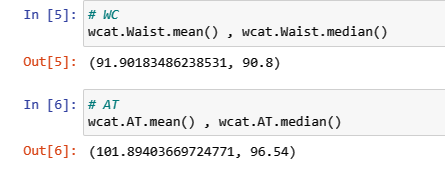 In [5]: # WC
wcat.Waist.mean() , wcat.Waist.median()
Out[5]: (91.90183486238531, 90.8)
In [6]: # AT
wcat.AT.mean() , wcat.AT.median()
Out[6]: (101.89403669724771, 96.54)